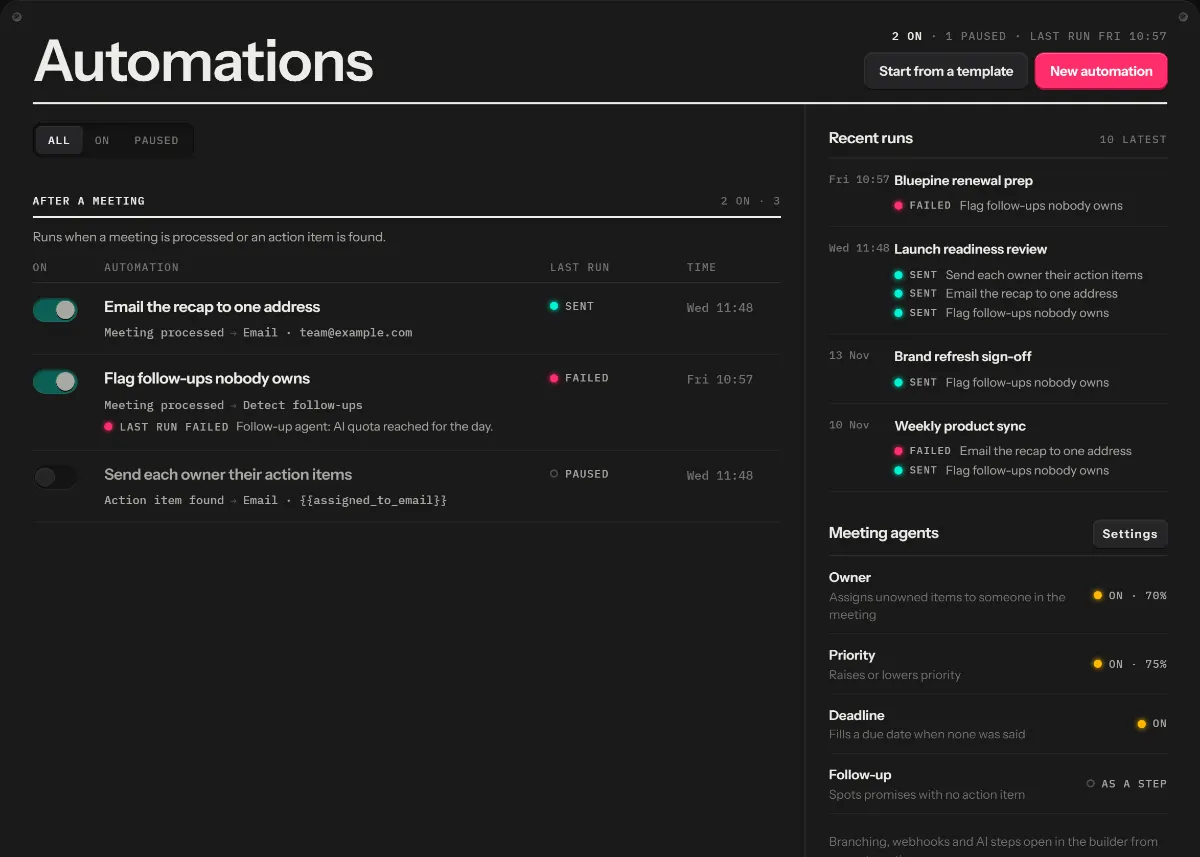 Automations
2 ON · 1 PAUSED · LAST RUN FRI 10:57
Start from a template
New automation
ALL
ON
PAUSED
AFTER A MEETING
2 ON · 3
Runs when a meeting is processed or an action item is found.
ON
AUTOMATION
LAST RUN
TIME
Email the recap to one address
SENT
Wed 11:48
Meeting processed → Email · team@example.com
Flag follow-ups nobody owns
FAILED
Fri 10:57
Meeting processed → Detect follow-ups
LAST RUN FAILED Follow-up agent: AI quota reached for the day.
Send each owner their action items
PAUSED
Wed 11:48
Action item found → Email · {{assigned_to_email}}
Recent runs
10 LATEST
Fri 10:57 Bluepine renewal prep
FAILED Flag follow-ups nobody owns
Wed 11:48 Launch readiness review
SENT Send each owner their action items
SENT Email the recap to one address
SENT Flag follow-ups nobody owns
13 Nov Brand refresh sign-off
SENT Flag follow-ups nobody owns
10 Nov Weekly product sync
FAILED Email the recap to one address
SENT Flag follow-ups nobody owns
Meeting agents
Settings
Owner
Assigns unowned items to someone in the
meeting
ON · 70%
Priority
Raises or lowers priority
ON · 75%
Deadline
Fills a due date when none was said
ON
Follow-up
Spots promises with no action item
AS A STEP
Branching, webhooks and AI steps open in the builder from